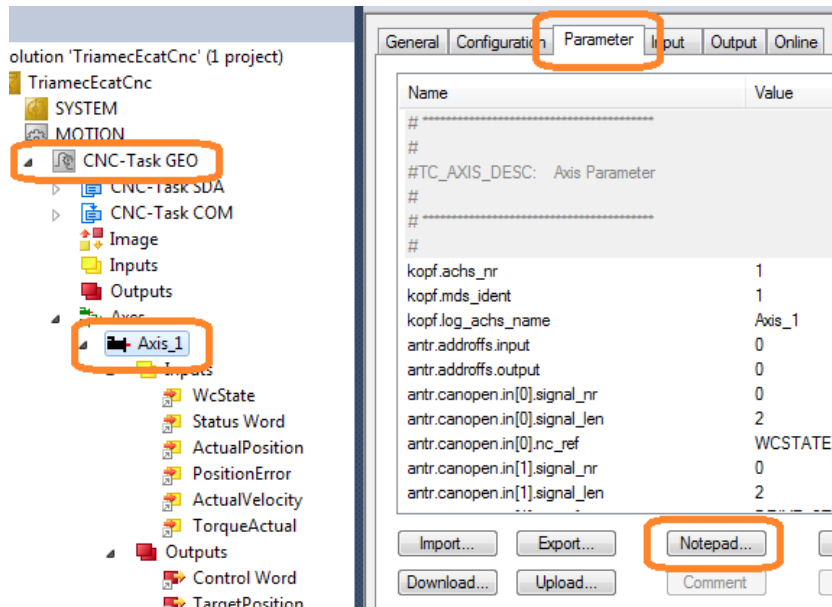 olution 'TriamecEcatCnc' (1 project)
TriamecEcatCnc
SYSTEM
MOTION
CNC-Task GEO
CNC-Task SDA
CNC-Task COM
Image
Inputs
Outputs
Axes
Axis_1
Inputs
WcState
Status Word
ActualPosition
PositionError
ActualVelocity
TorqueActual
Outputs
Control Word
TargetPosition
General Configuration Parameter Input Output Online
Name Value
# *****************************************
#
#TC_AXIS_DESC: Axis Parameter
#
# *****************************************
#
kopf.achs_nr 1
kopf.mds_ident 1
kopf.log_achs_name Axis_1
antr.addroffs.input 0
antr.addroffs.output 0
antr.canopen.in[0].signal_nr 0
antr.canopen.in[0].signal_len 2
antr.canopen.in[0].nc_ref WCSTATE
antr.canopen.in[1].signal_nr 0
antr.canopen.in[1].signal_len 2
Import... Export... Notepad...
Download... Upload... Comment